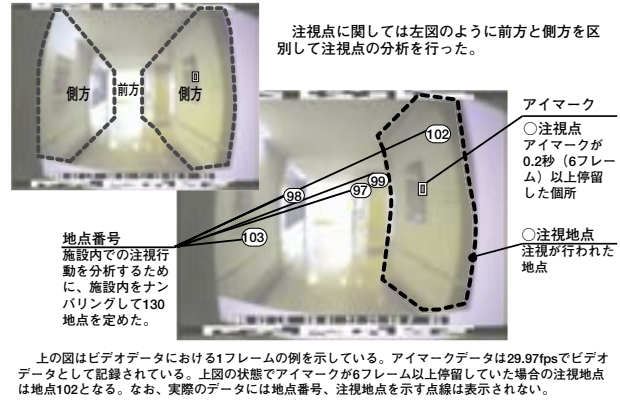 注視点に関しては左図のように前方と側方を区
別して注視点の分析を行った。
側方
前方
側方
アイマーク
○注視点
アイマークが
0.2秒（6フレー
ム）以上停留
した個所
102
99
97
98
103
地点番号
施設内での注視行
動を分析するため
に、施設内をナン
バリングして130
地点を定めた。
○注視地点
注視が行われた
地点
上の図はビデオデータにおける1フレームの例を示している。アイマークデータは29.97fpsでビデオ
データとして記録されている。上図の状態でアイマークが6フレーム以上停留していた場合の注視地点
は地点102となる。なお、実際のデータには地点番号、注視地点を示す点線は表示されない。